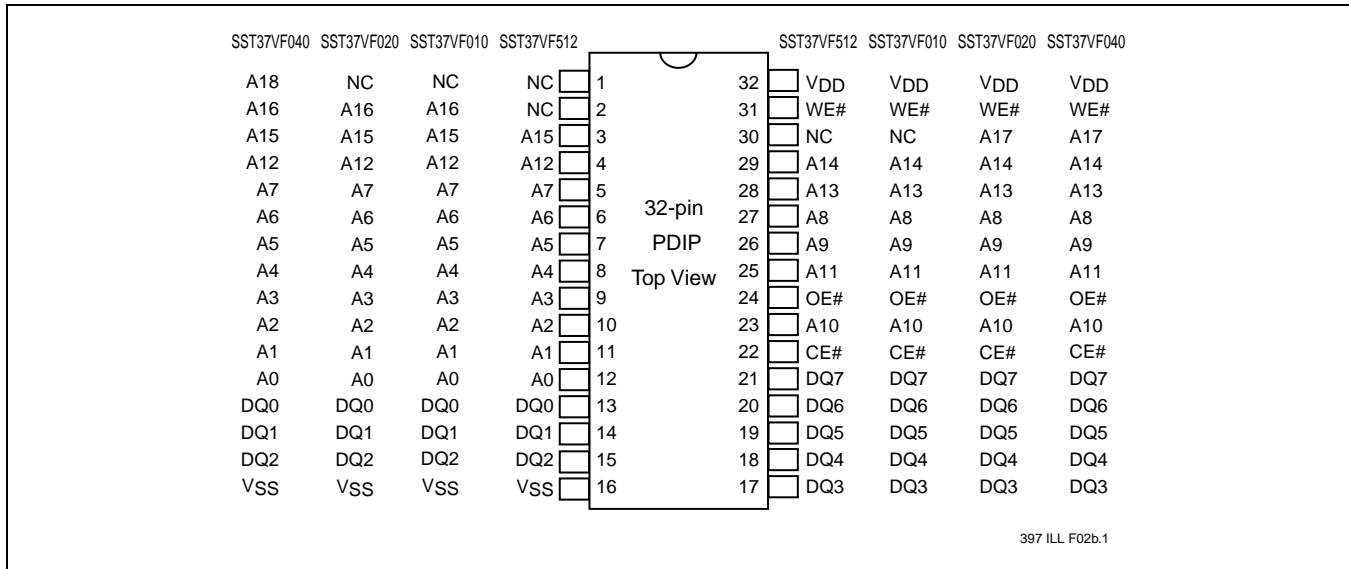 SST37VF040 SST37VF020 SST37VF010 SST37VF512 SST37VF512 SST37VF010 SST37VF020 SST37VF040
A18 NC NC NC 1 32 VDD VDD VDD VDD
A16 A16 A16 NC 2 31 WE# WE# WE# WE#
A15 A15 A15 A15 3 30 NC NC A17 A17
A12 A12 A12 A12 4 29 A14 A14 A14 A14
A7 A7 A7 A7 5 28 A13 A13 A13 A13
A6 A6 A6 A6 6 32-pin 27 A8 A8 A8 A8
A5 A5 A5 A5 7 PDIP 26 A9 A9 A9 A9
A4 A4 A4 A4 8 Top View 25 A11 A11 A11 A11
A3 A3 A3 A3 9 24 OE# OE# OE# OE#
A2 A2 A2 A2 10 23 A10 A10 A10 A10
A1 A1 A1 A1 11 22 CE# CE# CE# CE#
A0 A0 A0 A0 12 21 DQ7 DQ7 DQ7 DQ7
DQ0 DQ0 DQ0 DQ0 13 20 DQ6 DQ6 DQ6 DQ6
DQ1 DQ1 DQ1 DQ1 14 19 DQ5 DQ5 DQ5 DQ5
DQ2 DQ2 DQ2 DQ2 15 18 DQ4 DQ4 DQ4 DQ4
VSS VSS VSS VSS 16 17 DQ3 DQ3 DQ3 DQ3
397 ILL F02b.1